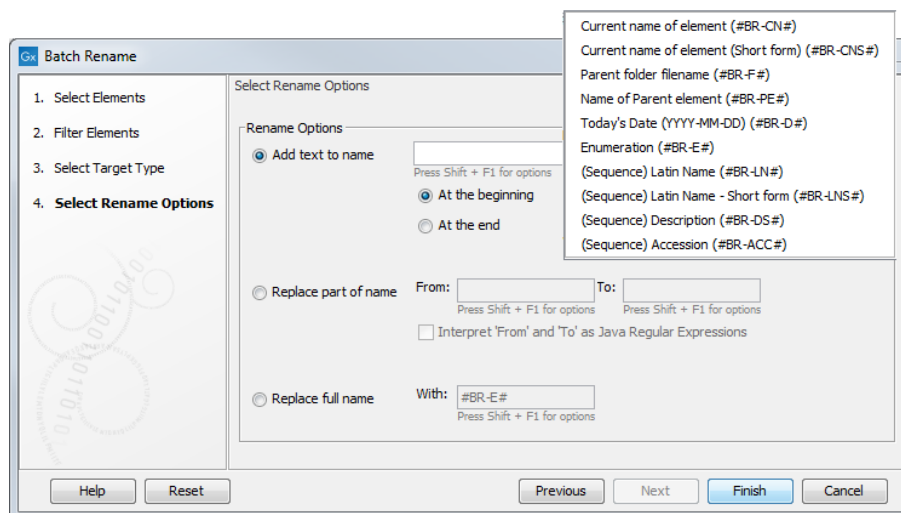 Gx Batch Rename
1. Select Elements
2. Filter Elements
3. Select Target Type
4. Select Rename Options
Select Rename Options
Rename Options
Add text to name
Press Shift + F1 for options
At the beginning
At the end
Replace part of name
From:
To:
Press Shift + F1 for options
Press Shift + F1 for options
Interpret 'From' and 'To' as Java Regular Expressions
Replace full name
With: #BR-E#
Press Shift + F1 for options
Current name of element (#BR-CN#)
Current name of element (Short form) (#BR-CNS#)
Parent folder filename (#BR-F#)
Name of Parent element (#BR-PE#)
Today's Date (YYYY-MM-DD) (#BR-D#)
Enumeration (#BR-E#)
(Sequence) Latin Name (#BR-LN#)
(Sequence) Latin Name - Short form (#BR-LNS#)
(Sequence) Description (#BR-DS#)
(Sequence) Accession (#BR-ACC#)
Help
Reset
Previous
Next
Finish
Cancel